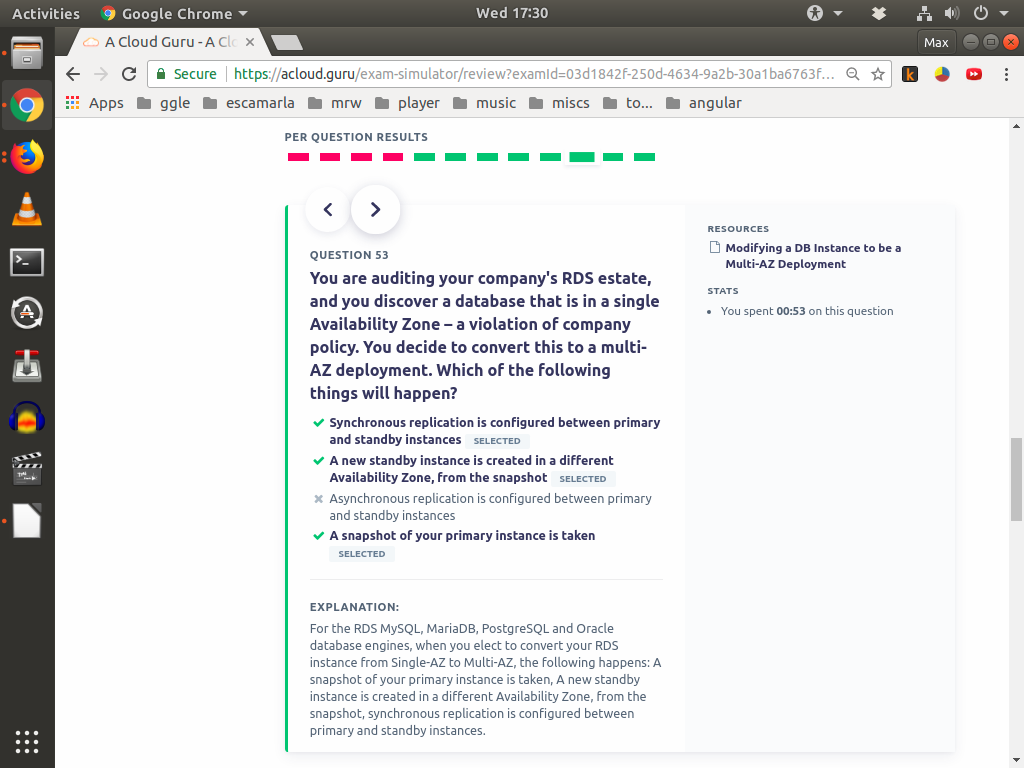 Activities Google Chrome Wed 17:30
A Cloud Guru - A Clo
Max
Secure https://acloud.guru/exam-simulator/review?examId=03d1842f-250d-4634-9a2b-30a1ba6763f...
Apps ggle escamarla mrw player music miscs to... angular
PER QUESTION RESULTS
QUESTION 53
You are auditing your company's RDS estate,
and you discover a database that is in a single
Availability Zone – a violation of company
policy. You decide to convert this to a multi-
AZ deployment. Which of the following
things will happen?
Synchronous replication is configured between primary
and standby instances SELECTED
A new standby instance is created in a different
Availability Zone, from the snapshot SELECTED
Asynchronous replication is configured between primary
and standby instances
A snapshot of your primary instance is taken
SELECTED
EXPLANATION:
For the RDS MySQL, MariaDB, PostgreSQL and Oracle
database engines, when you elect to convert your RDS
instance from Single-AZ to Multi-AZ, the following happens: A
snapshot of your primary instance is taken, A new standby
instance is created in a different Availability Zone, from the
snapshot, synchronous replication is configured between
primary and standby instances.
RESOURCES
Modifying a DB Instance to be a
Multi-AZ Deployment
STATS
You spent 00:53 on this question